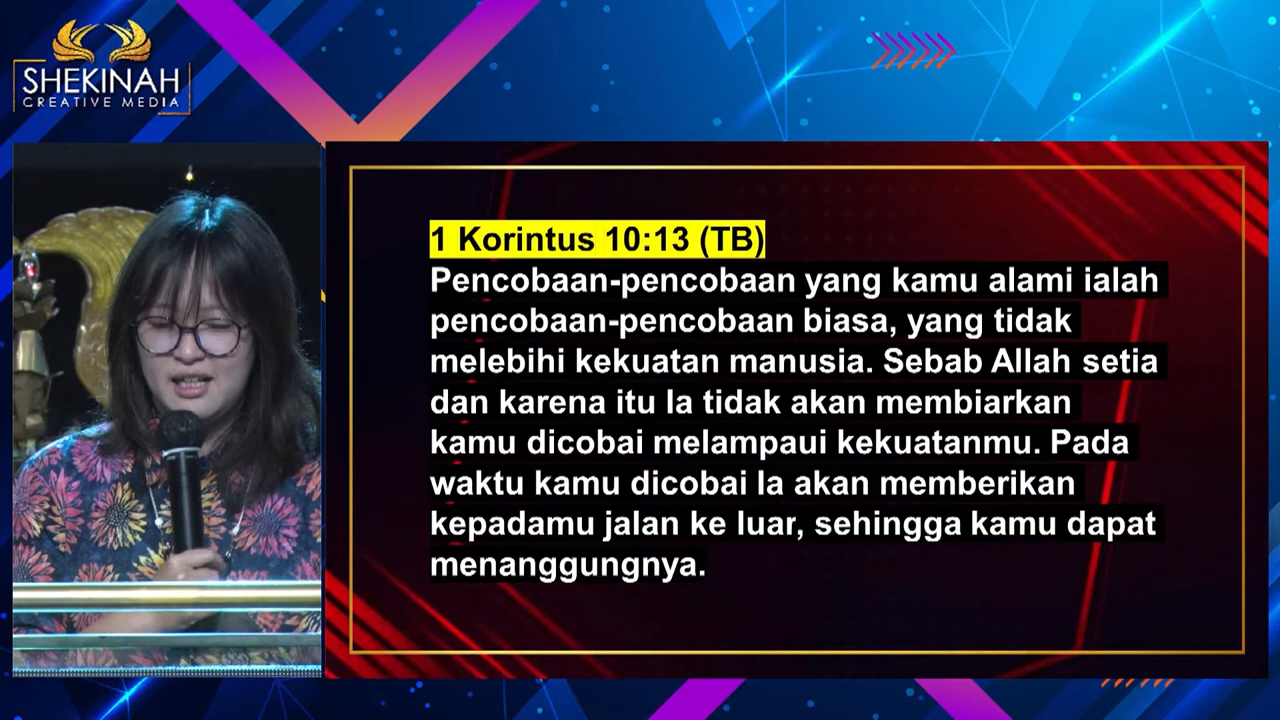 SHEKINAH
CREATIVE MEDIA
1 Korintus 10:13 (TB)
Pencobaan-pencobaan yang kamu alami ialah
pencobaan-pencobaan biasa, yang tidak
melebihi kekuatan manusia. Sebab Allah setia
dan karena itu Ia tidak akan membiarkan
kamu dicobai melampaui kekuatanmu. Pada
waktu kamu dicobai Ia akan memberikan
kepadamu jalan ke luar, sehingga kamu dapat
menanggungnya.